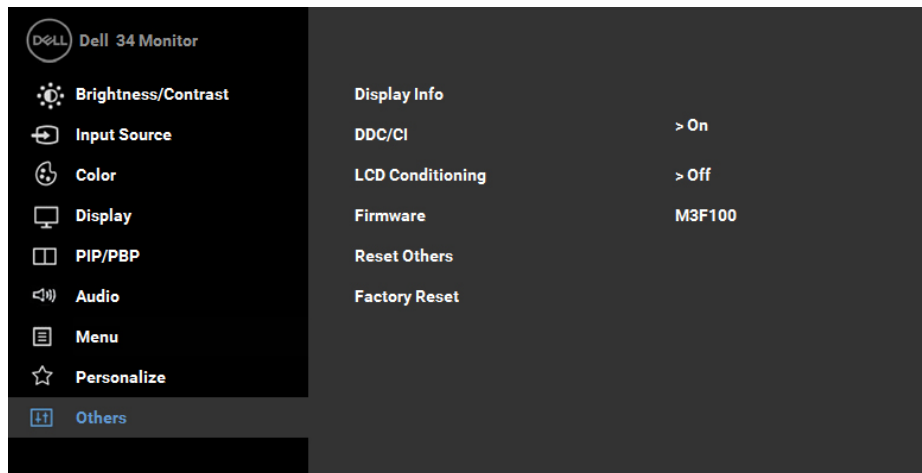 DELL Dell 34 Monitor
Brightness/Contrast Display Info
Input Source DDC/CI > On
Color LCD Conditioning > Off
Display Firmware M3F100
PIP/PBP Reset Others
Audio Factory Reset
Menu
Personalize
Others